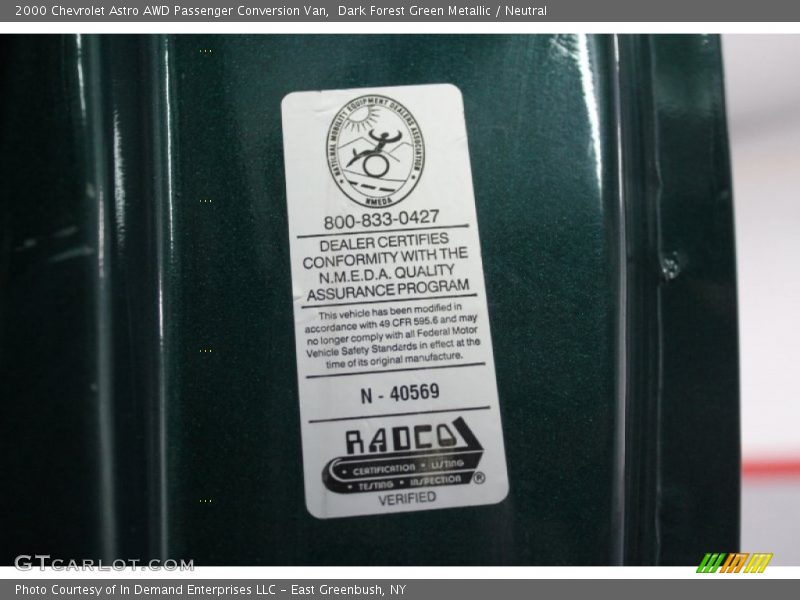 2000 Chevrolet Astro AWD Passenger Conversion Van,  Dark Forest Green Metallic / Neutral
NATIONAL MOBILITY EQUIPMENT DEALERS ASSOCIATION
NMEDA
800-833-0427
DEALER CERTIFIES
CONFORMITY WITH THE
N.M.E.D.A. QUALITY
ASSURANCE PROGRAM
This vehicle has been modified in
accordance with 49 CFR 595.6 and may
no longer comply with all Federal Motor
Vehicle Safety Standards in effect at the
time of its original manufacture.
N - 40569
RADCO
• CERTIFICATION • LISTING
• TESTING • INSPECTION ®
VERIFIED
GTCARLOT.COM
Photo Courtesy of In Demand Enterprises LLC - East Greenbush, NY